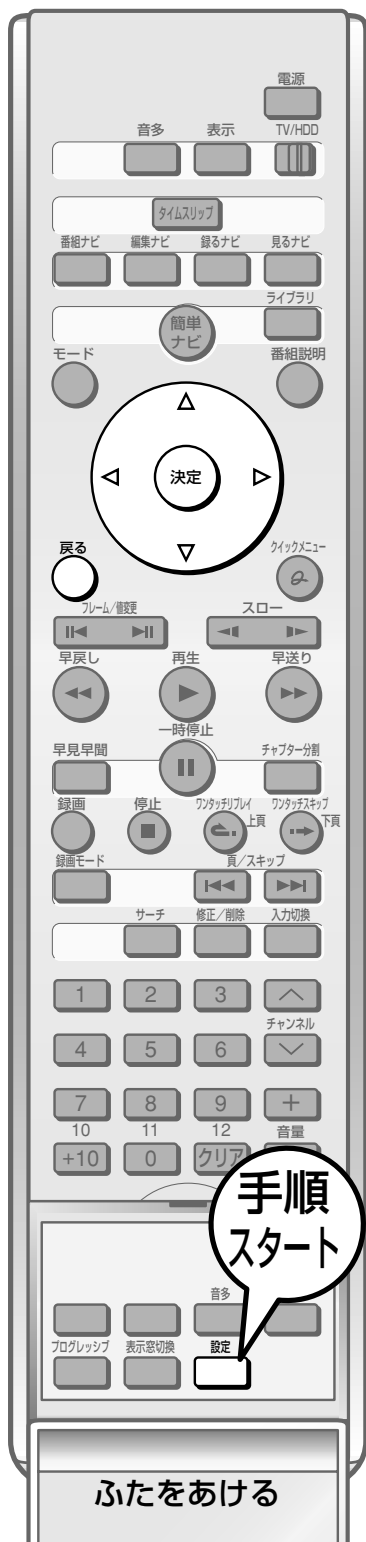 電源
音多 表示 TV/HDD
タイムスリップ
番組ナビ 編集ナビ 録るナビ 見るナビ
ライブラリ
簡単
ナビ
モード 番組説明
決定
戻る クイックメニュー
フレーム/値変更 スロー
早戻し 再生 早送り
一時停止
早見早聞 チャプター分割
録画 停止 ワンタッチリプレイ ワンタッチスキップ
上頁 下頁
録画モード 頁/スキップ
サーチ 修正/削除 入力切換
1 2 3
チャンネル
4 5 6
7 8 9 +
10 11 12 音量
+10 0 クリア
手順
スタート
音多
プログレッシブ 表示窓切換 設定
ふたをあける